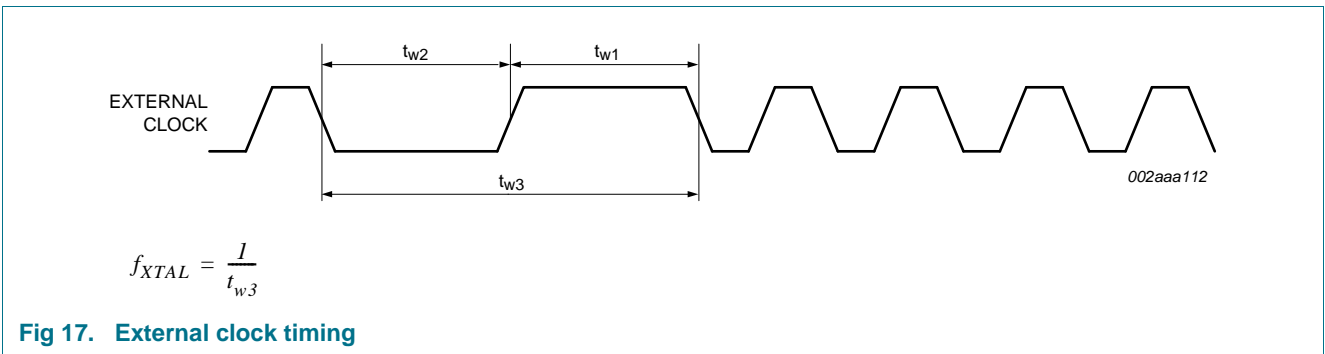 t_w2 t_w1
EXTERNAL
CLOCK
t_w3
002aaa112
f_XTAL = 1/t_w3
Fig 17. External clock timing